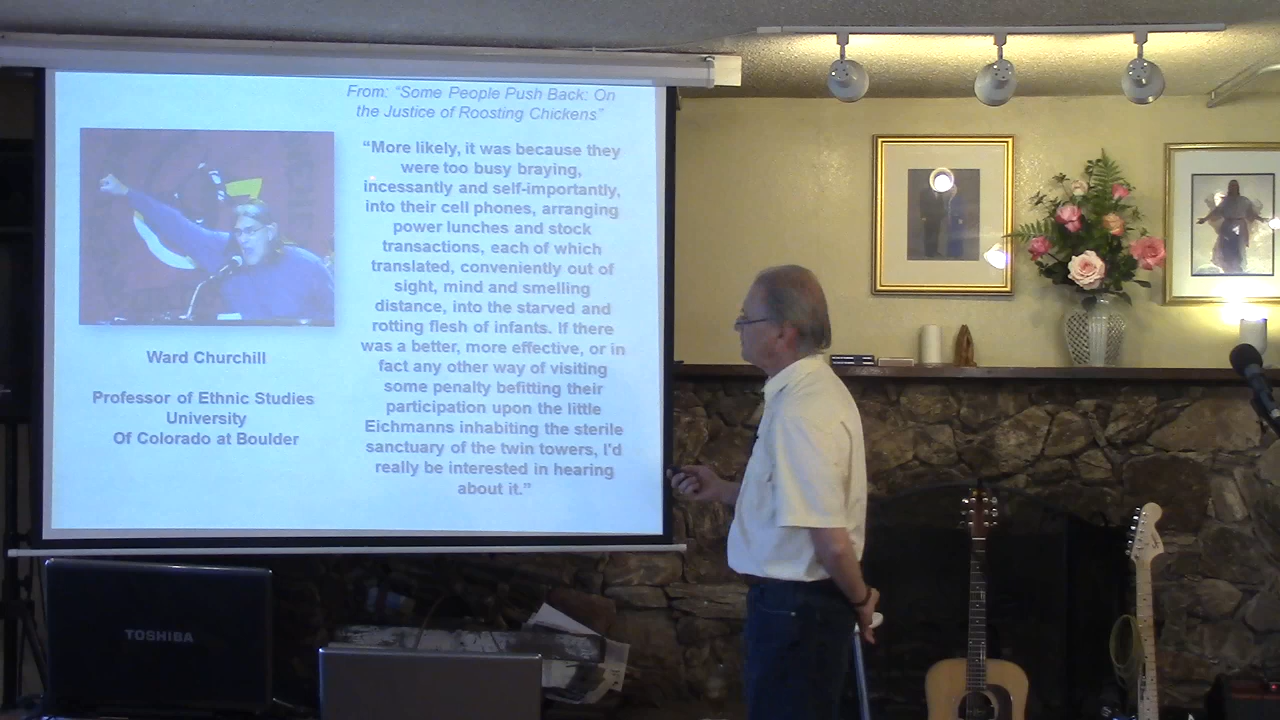 From: “Some People Push Back: On
the Justice of Roosting Chickens”
“More likely, it was because they
were too busy braying,
incessantly and self-importantly,
into their cell phones, arranging
power lunches and stock
transactions, each of which
translated, conveniently out of
sight, mind and smelling
distance, into the starved and
rotting flesh of infants. If there
was a better, more effective, or in
fact any other way of visiting
some penalty befitting their
participation upon the little
Eichmanns inhabiting the sterile
sanctuary of the twin towers, I'd
really be interested in hearing
about it.”
Ward Churchill
Professor of Ethnic Studies
University
Of Colorado at Boulder
TOSHIBA